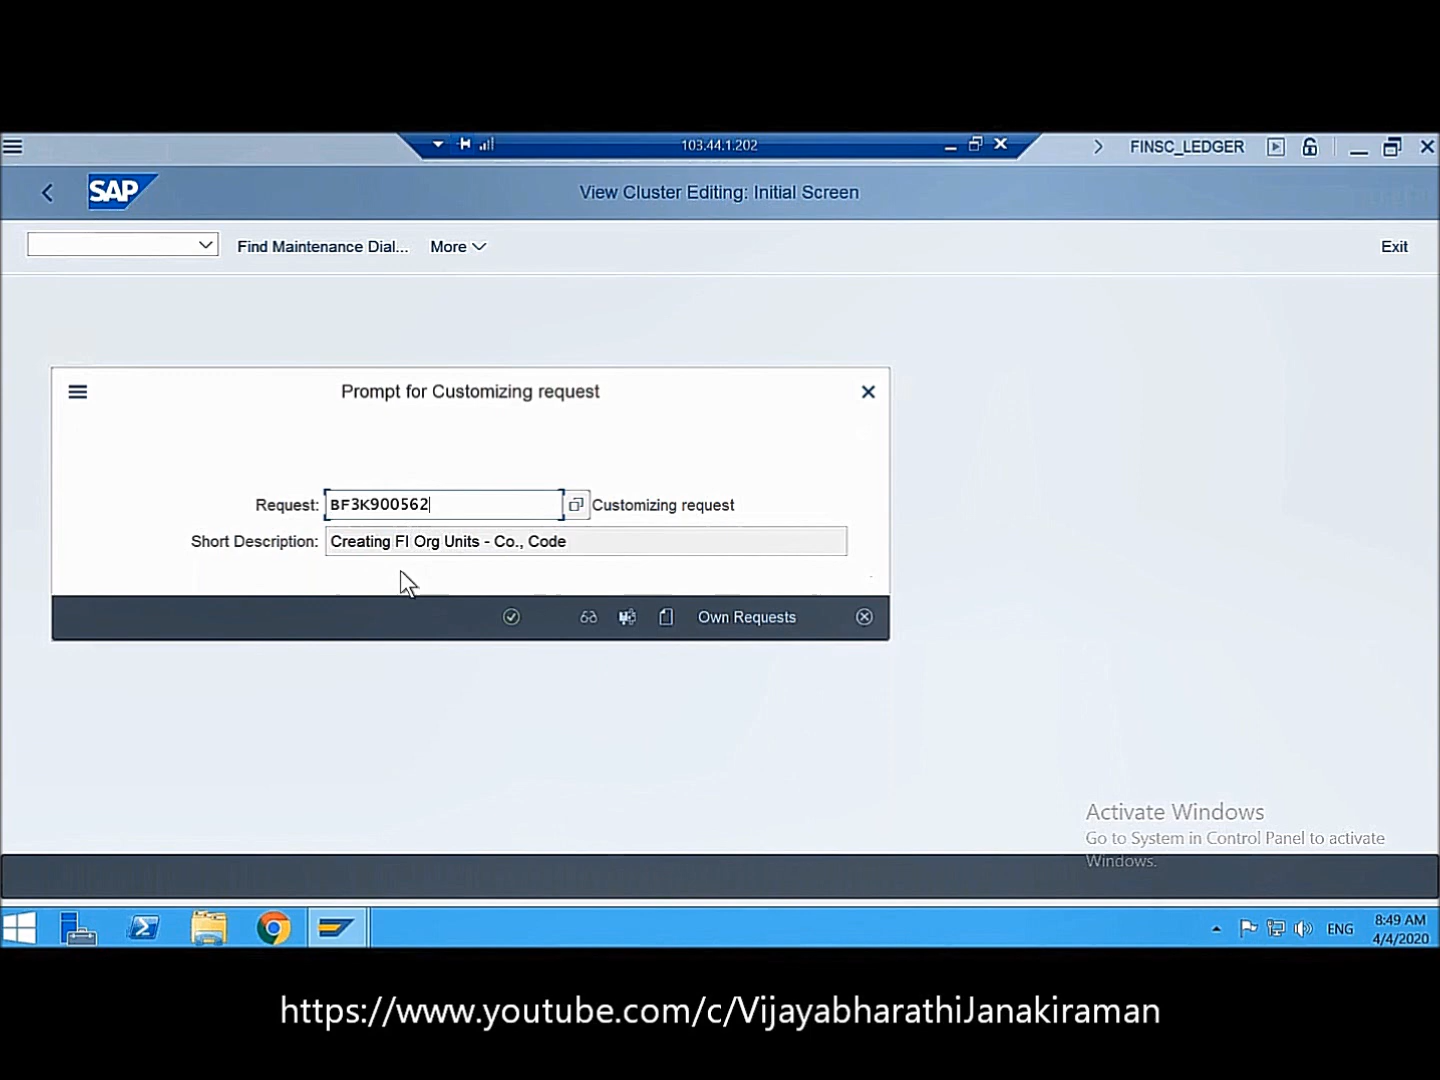 103.44.1.202
FINSC_LEDGER
SAP
View Cluster Editing: Initial Screen
Find Maintenance Dial...
More
Exit
Prompt for Customizing request
Request:
BF3K900562
Customizing request
Short Description:
Creating FI Org Units - Co., Code
Own Requests
Activate Windows
Go to System in Control Panel to activate
Windows.
ENG
8:49 AM
4/4/2020
https://www.youtube.com/c/VijayabharathiJanakiraman